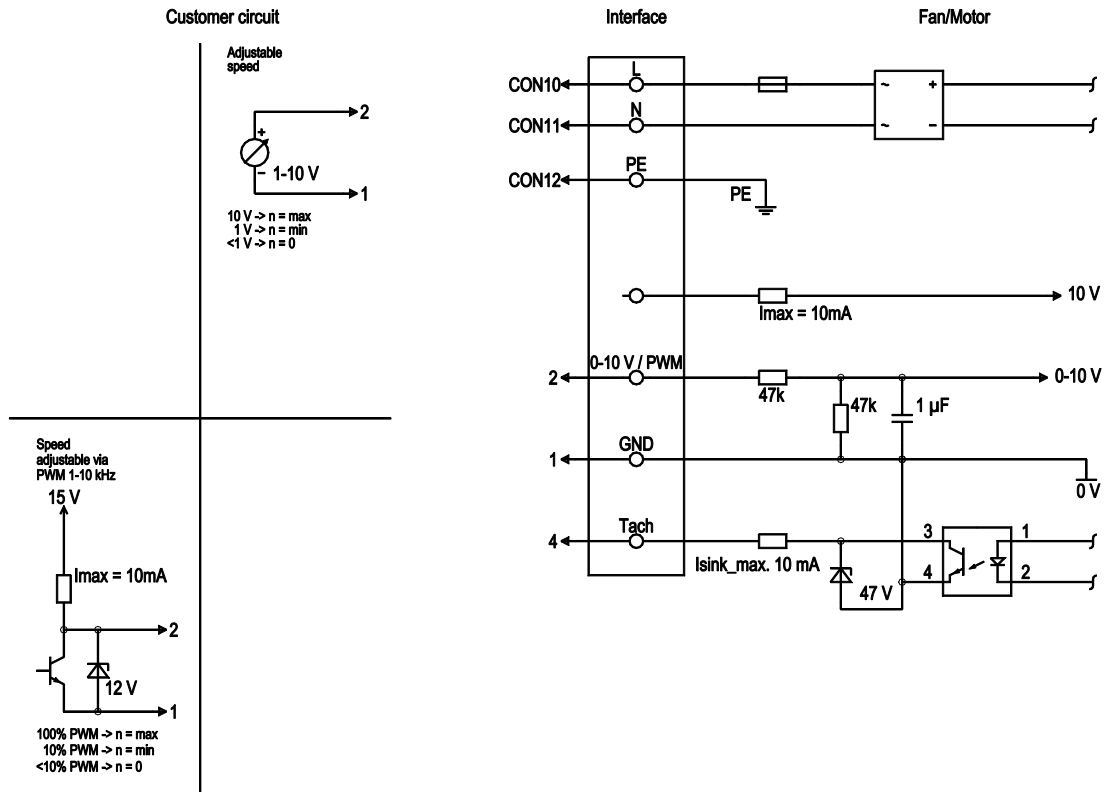 Customer circuit
Interface
Fan/Motor
Adjustable
speed
2
+
− 1-10 V
1
10 V -> n = max
1 V -> n = min
<1 V -> n = 0
Speed
adjustable via
PWM 1-10 kHz
15 V
Imax = 10mA
2
12 V
1
100% PWM -> n = max
10% PWM -> n = min
<10% PWM -> n = 0
L
CON10
~ +
N
CON11
~ −
PE
CON12
PE
10 V
Imax = 10mA
0-10 V / PWM
2
0-10 V
47k
47k
1 µF
GND
1
0 V
Tach
4
3
1
Isink_max. 10 mA
4
2
47 V